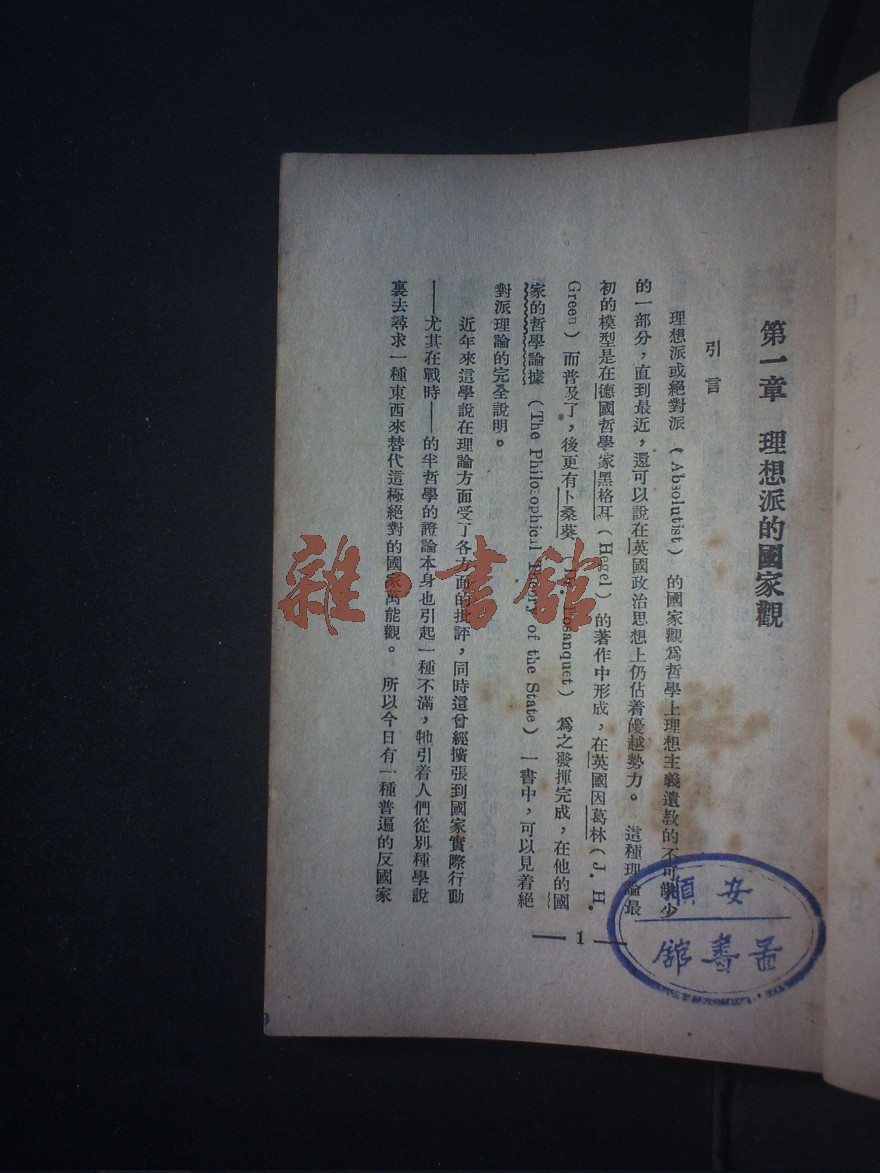 第一章　理想派的國家觀
引言
理想派或絕對派（Absolutist）的國家觀爲哲學上理想主義遺教的不可缺少
的一部分，直到最近，還可以說在英國政治思想上仍佔着優越勢力。這種理論最
初的模型是在德國哲學家黑格耳（Hegel）的著作中形成，在英國因葛林（J. H.
Green）而普及了，後更有卜桑葵（Bosanquet）爲之發揮完成，在他的國
家的哲學論據（The Philosophical Theory of the State）一書中，可以見着絕
對派理論的完全說明。
近年來這學說在理論方面受了各方面的批評，同時這曾經擴張到國家實際行動
——尤其在戰時——的半哲學的證論本身也引起一種不滿，牠引着人們從別種學說
裏去尋求一種東西來替代這極絕對的國家萬能觀。所以今日有一種普遍的反國家
— 1 —
安順
圖書館
雜·書館